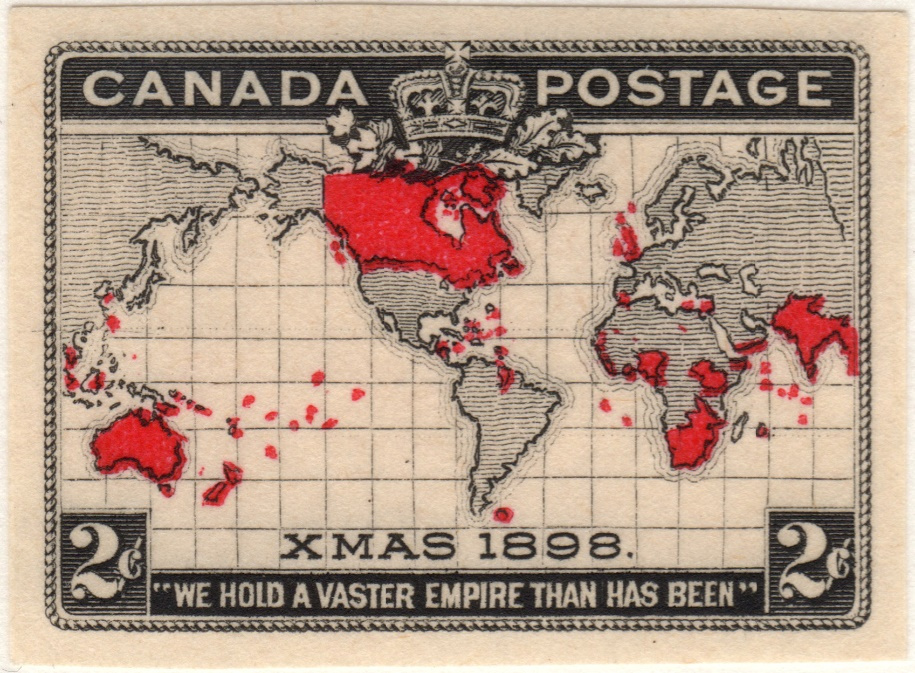 CANADA POSTAGE
XMAS 1898.
2¢ 2¢
"WE HOLD A VASTER EMPIRE THAN HAS BEEN"